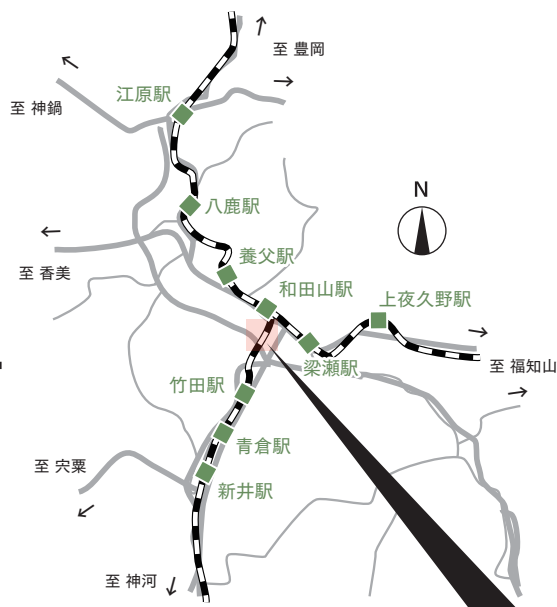 至 豊岡
江原駅
至 神鍋
N
八鹿駅
至 香美
養父駅
和田山駅
上夜久野駅
梁瀬駅
至 福知山
竹田駅
青倉駅
至 宍粟
新井駅
至 神河